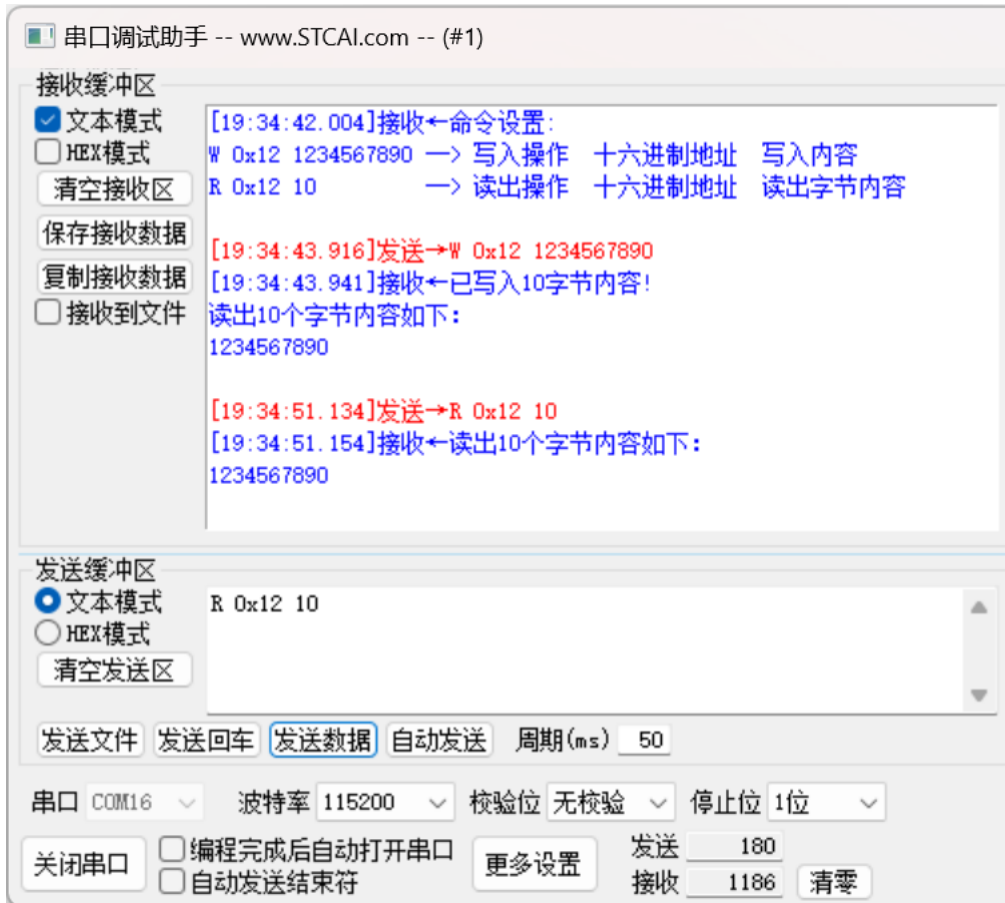 串口调试助手 -- www.STCAI.com -- (#1)
接收缓冲区
文本模式
HEX模式
清空接收区
保存接收数据
复制接收数据
接收到文件
[19:34:42.004]接收←命令设置:
W 0x12 1234567890 —> 写入操作 十六进制地址 写入内容
R 0x12 10 —> 读出操作 十六进制地址 读出字节内容
[19:34:43.916]发送→W 0x12 1234567890
[19:34:43.941]接收←已写入10字节内容!
读出10个字节内容如下:
1234567890
[19:34:51.134]发送→R 0x12 10
[19:34:51.154]接收←读出10个字节内容如下:
1234567890
发送缓冲区
文本模式
HEX模式
清空发送区
R 0x12 10
发送文件 发送回车 发送数据 自动发送 周期(ms) 50
串口 COM16 波特率 115200 校验位 无校验 停止位 1位
关闭串口 编程完成后自动打开串口 更多设置 发送 180
自动发送结束符 接收 1186 清零